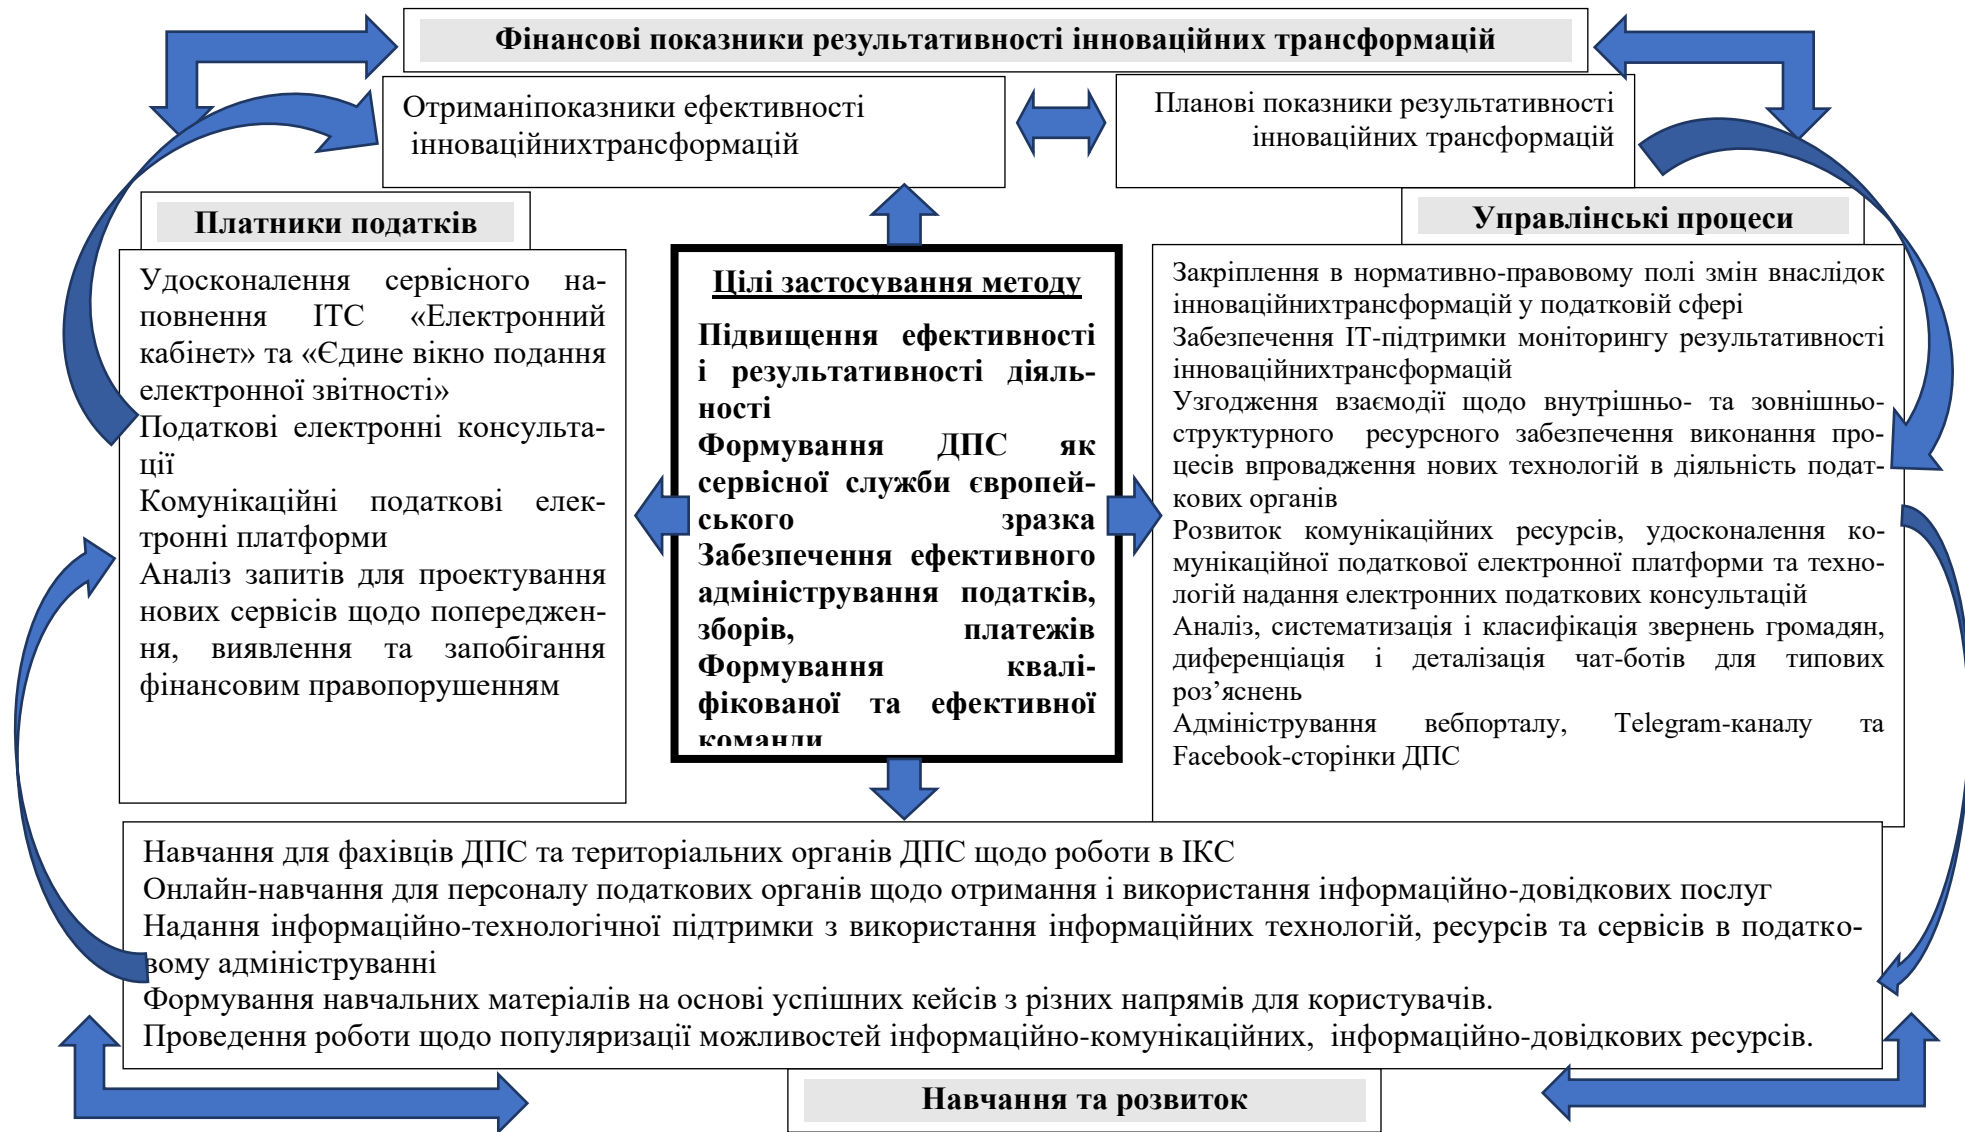 Фінансові показники результативності інноваційних трансформацій
Отриманіпоказники ефективності
інноваційнихтрансформацій
Планові показники результативності
інноваційних трансформацій
Платники податків
Удосконалення сервісного на-
повнення ІТС «Електронний
кабінет» та «Єдине вікно подання
електронної звітності»
Податкові електронні консульта-
ції
Комунікаційні податкові елек-
тронні платформи
Аналіз запитів для проектування
нових сервісів щодо попереджен-
ня, виявлення та запобігання
фінансовим правопорушенням
Цілі застосування методу
Підвищення ефективності
і результативності діяль-
ності
Формування ДПС як
сервісної служби європей-
ського зразка
Забезпечення ефективного
адміністрування податків,
зборів, платежів
Формування квалі-
фікованої та ефективної
команди
Управлінські процеси
Закріплення в нормативно-правовому полі змін внаслідок
інноваційнихтрансформацій у податковій сфері
Забезпечення ІТ-підтримки моніторингу результативності
інноваційнихтрансформацій
Узгодження взаємодії щодо внутрішньо- та зовнішньо-
структурного ресурсного забезпечення виконання про-
цесів впровадження нових технологій в діяльність подат-
кових органів
Розвиток комунікаційних ресурсів, удосконалення ко-
мунікаційної податкової електронної платформи та техно-
логій надання електронних податкових консультацій
Аналіз, систематизація і класифікація звернень громадян,
диференціація і деталізація чат-ботів для типових
роз’яснень
Адміністрування вебпорталу, Telegram-каналу та
Facebook-сторінки ДПС
Навчання для фахівців ДПС та територіальних органів ДПС щодо роботи в ІКС
Онлайн-навчання для персоналу податкових органів щодо отримання і використання інформаційно-довідкових послуг
Надання інформаційно-технологічної підтримки з використання інформаційних технологій, ресурсів та сервісів в податко-
вому адмініструванні
Формування навчальних матеріалів на основі успішних кейсів з різних напрямів для користувачів.
Проведення роботи щодо популяризації можливостей інформаційно-комунікаційних, інформаційно-довідкових ресурсів.
Навчання та розвиток